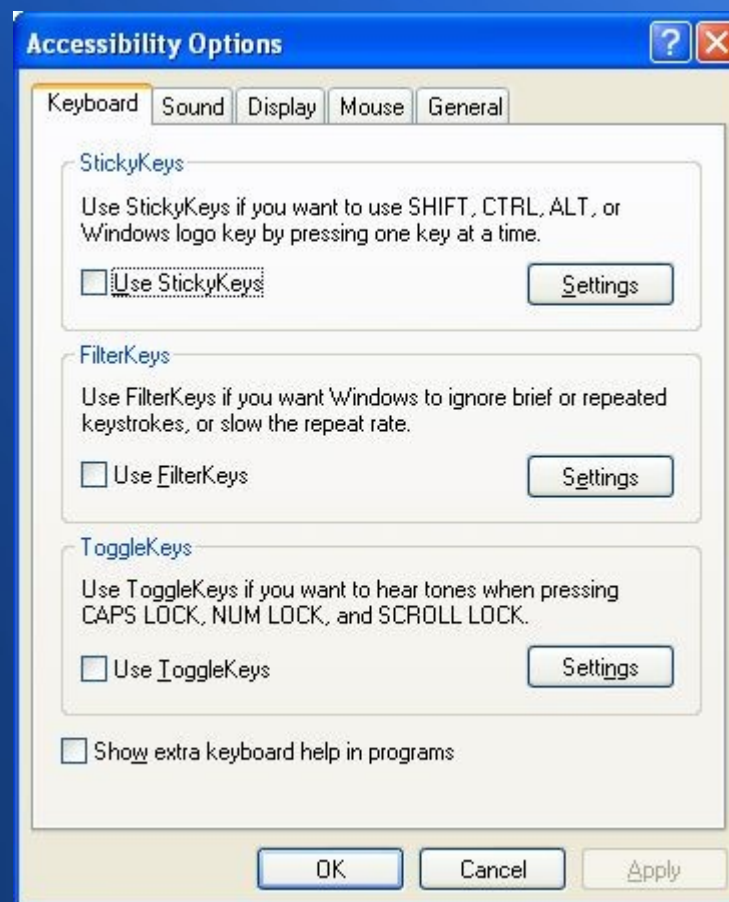 Accessibility Options
?
Keyboard Sound Display Mouse General
StickyKeys
Use StickyKeys if you want to use SHIFT, CTRL, ALT, or
Windows logo key by pressing one key at a time.
Use StickyKeys Settings
FilterKeys
Use FilterKeys if you want Windows to ignore brief or repeated
keystrokes, or slow the repeat rate.
Use FilterKeys Settings
ToggleKeys
Use ToggleKeys if you want to hear tones when pressing
CAPS LOCK, NUM LOCK, and SCROLL LOCK.
Use ToggleKeys Settings
Show extra keyboard help in programs
OK Cancel Apply